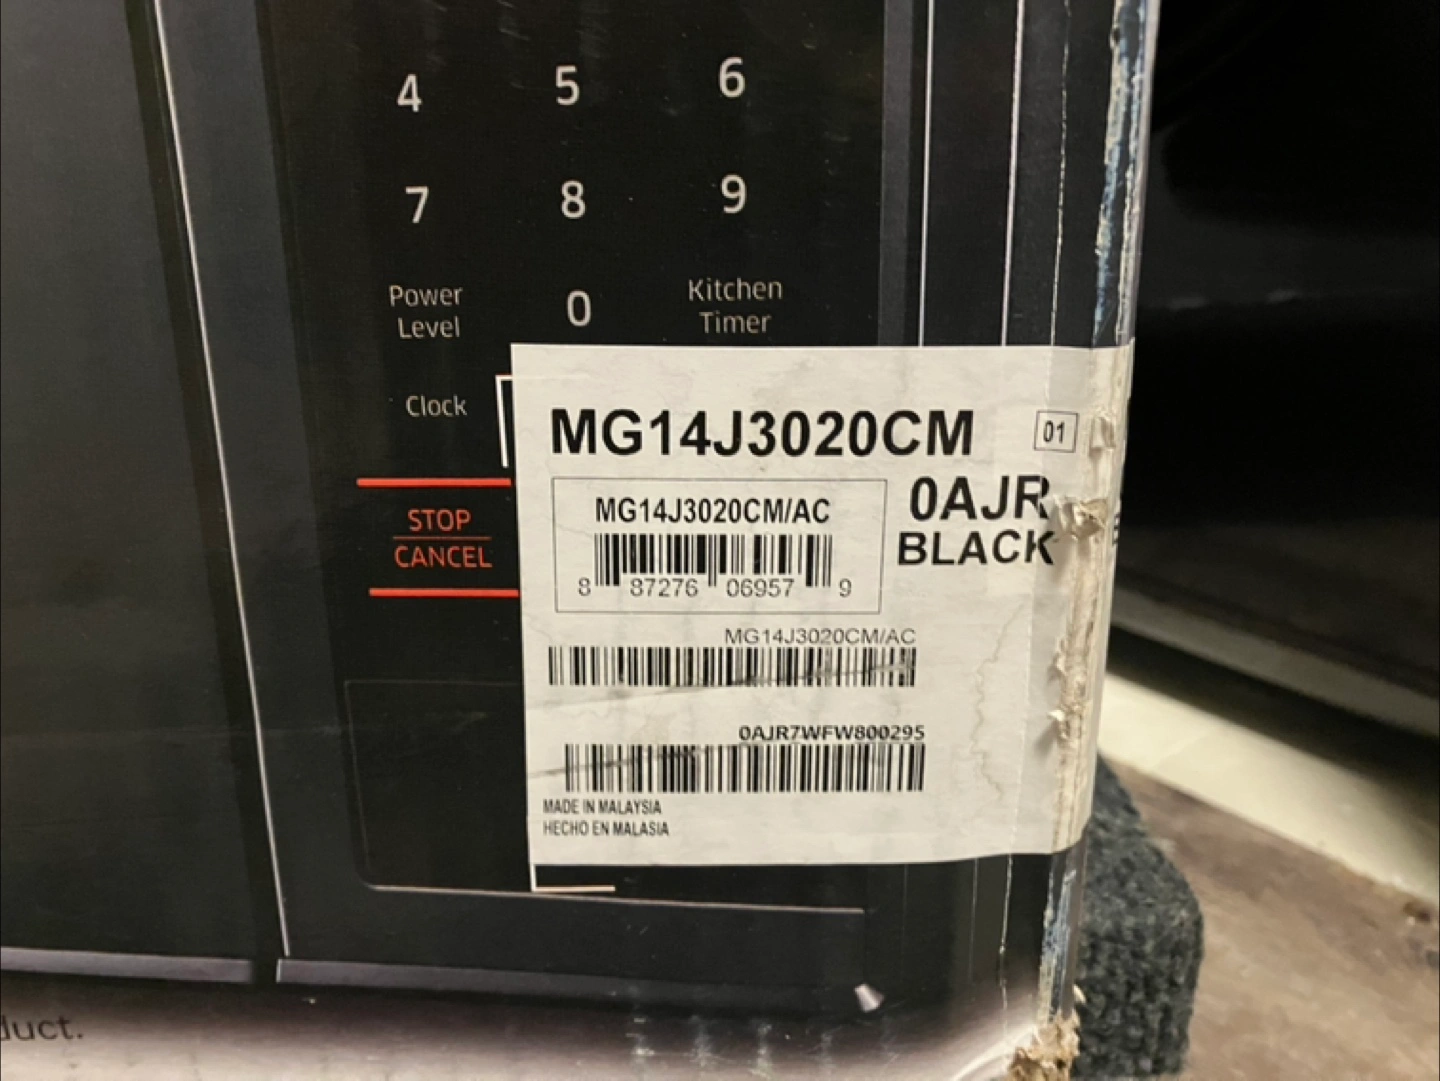 4 5 6
7 8 9
Power
Level
0
Kitchen
Timer
Clock
STOP
CANCEL
MG14J3020CM
01
0AJR
BLACK
MG14J3020CM/AC
8 87276 06957 9
MG14J3020CM/AC
0AJR7WFW800295
MADE IN MALAYSIA
HECHO EN MALASIA
duct.